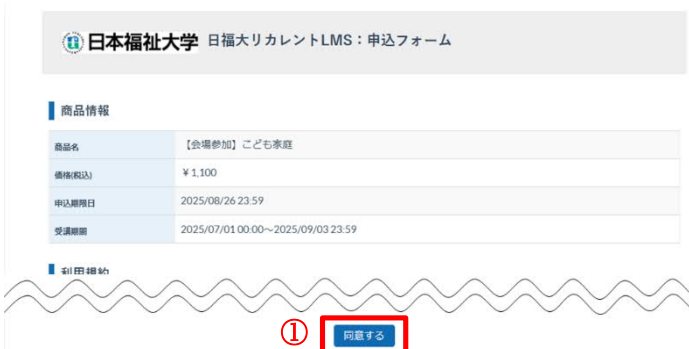 日本福祉大学 日福大リカレントLMS：申込フォーム
商品情報
商品名 【会場参加】こども家庭
価格(税込) ¥1,100
申込期限日 2025/08/26 23:59
受講期間 2025/07/01 00:00～2025/09/03 23:59
利用規約
① 同意する